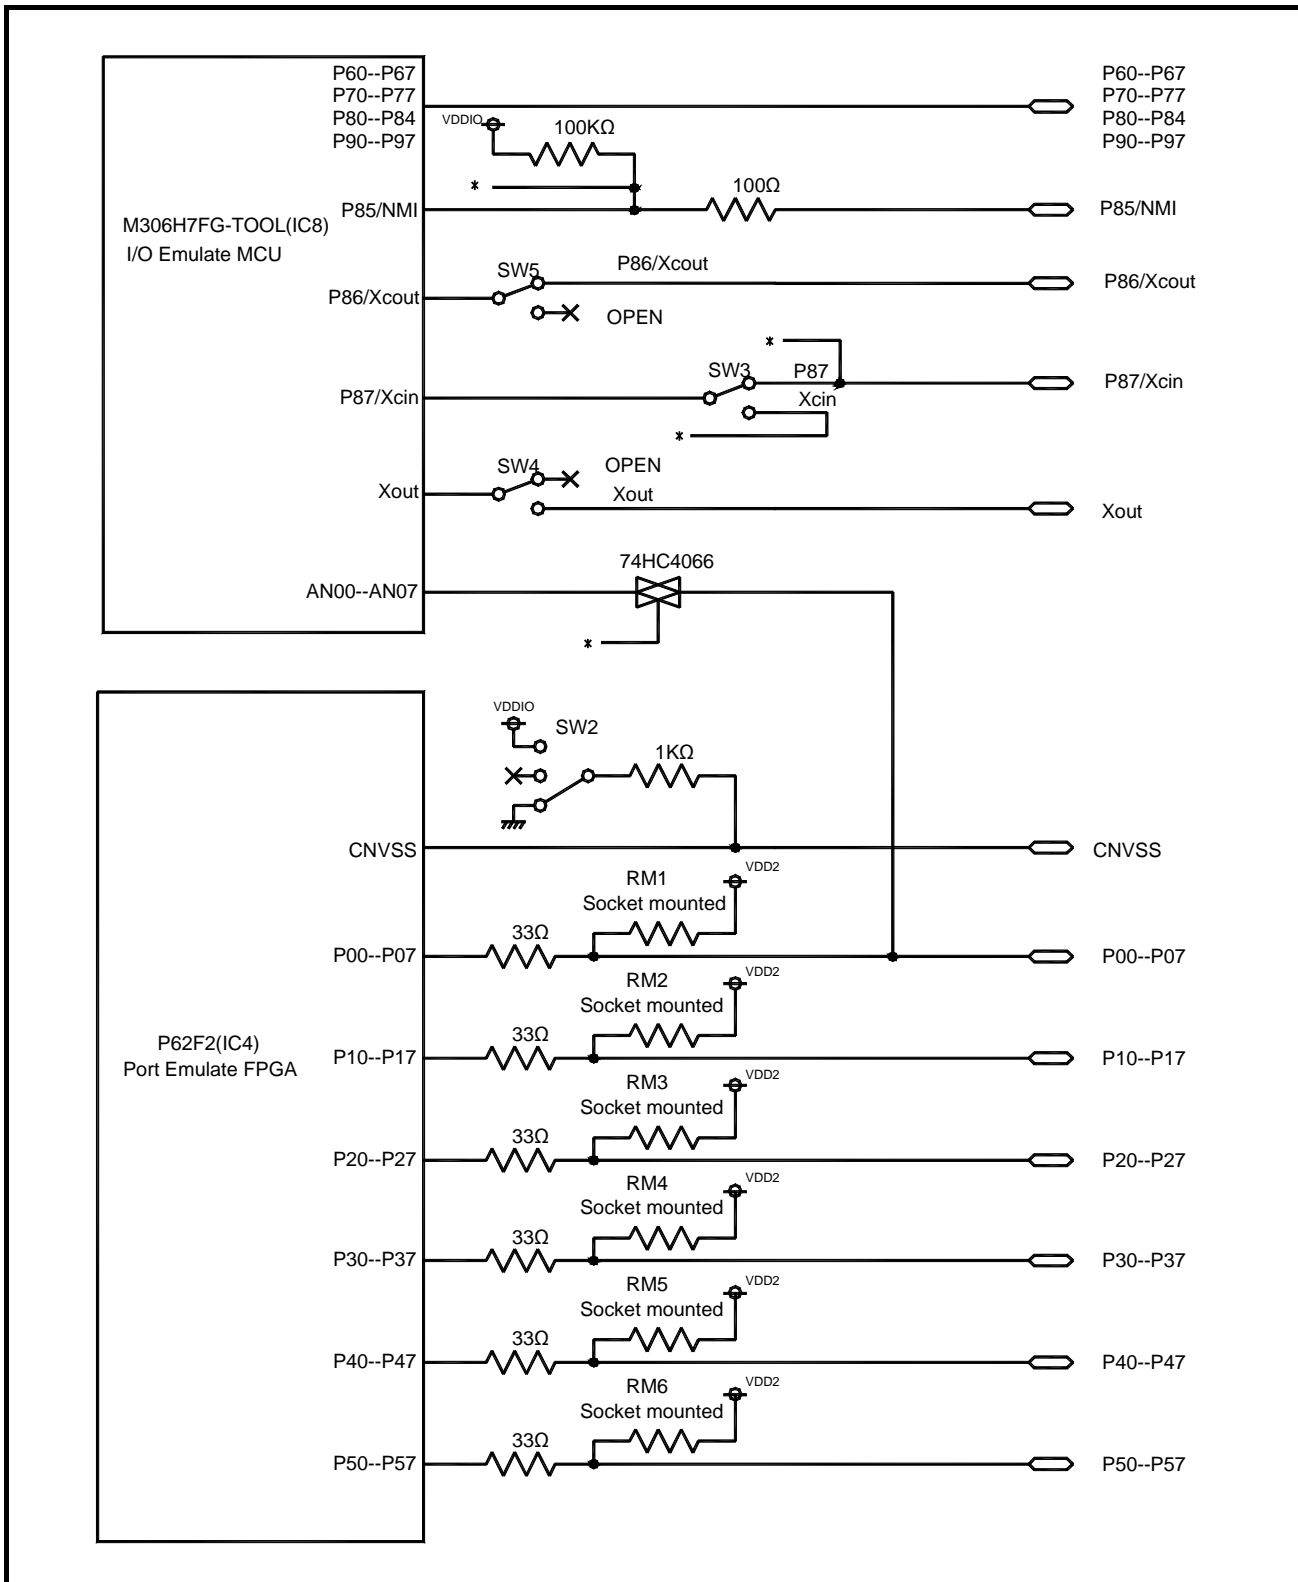 P60--P67
P70--P77
P80--P84
P90--P97
P60--P67
P70--P77
P80--P84
P90--P97
VDDIO
100KΩ
*
100Ω
P85/NMI
P85/NMI
M306H7FG-TOOL(IC8)
I/O Emulate MCU
SW5
P86/Xcout
P86/Xcout
P86/Xcout
OPEN
*
SW3
P87
P87/Xcin
P87/Xcin
Xcin
*
SW4
OPEN
Xout
Xout
Xout
74HC4066
AN00--AN07
*
VDDIO
SW2
1KΩ
CNVSS
CNVSS
RM1
VDD2
Socket mounted
33Ω
P00--P07
P00--P07
RM2
VDD2
Socket mounted
33Ω
P62F2(IC4)
Port Emulate FPGA
P10--P17
P10--P17
RM3
VDD2
Socket mounted
33Ω
P20--P27
P20--P27
RM4
VDD2
Socket mounted
33Ω
P30--P37
P30--P37
RM5
VDD2
Socket mounted
33Ω
P40--P47
P40--P47
RM6
VDD2
Socket mounted
33Ω
P50--P57
P50--P57